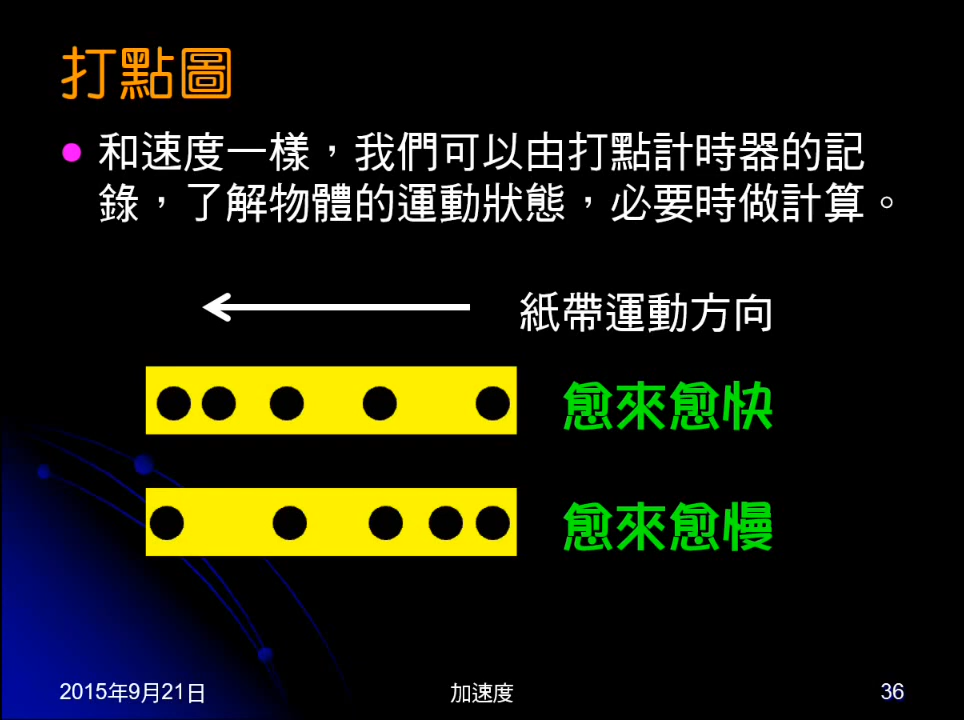 打點圖
和速度一樣，我們可以由打點計時器的記
錄，了解物體的運動狀態，必要時做計算。
紙帶運動方向
愈來愈快
愈來愈慢
2015年9月21日
加速度
36